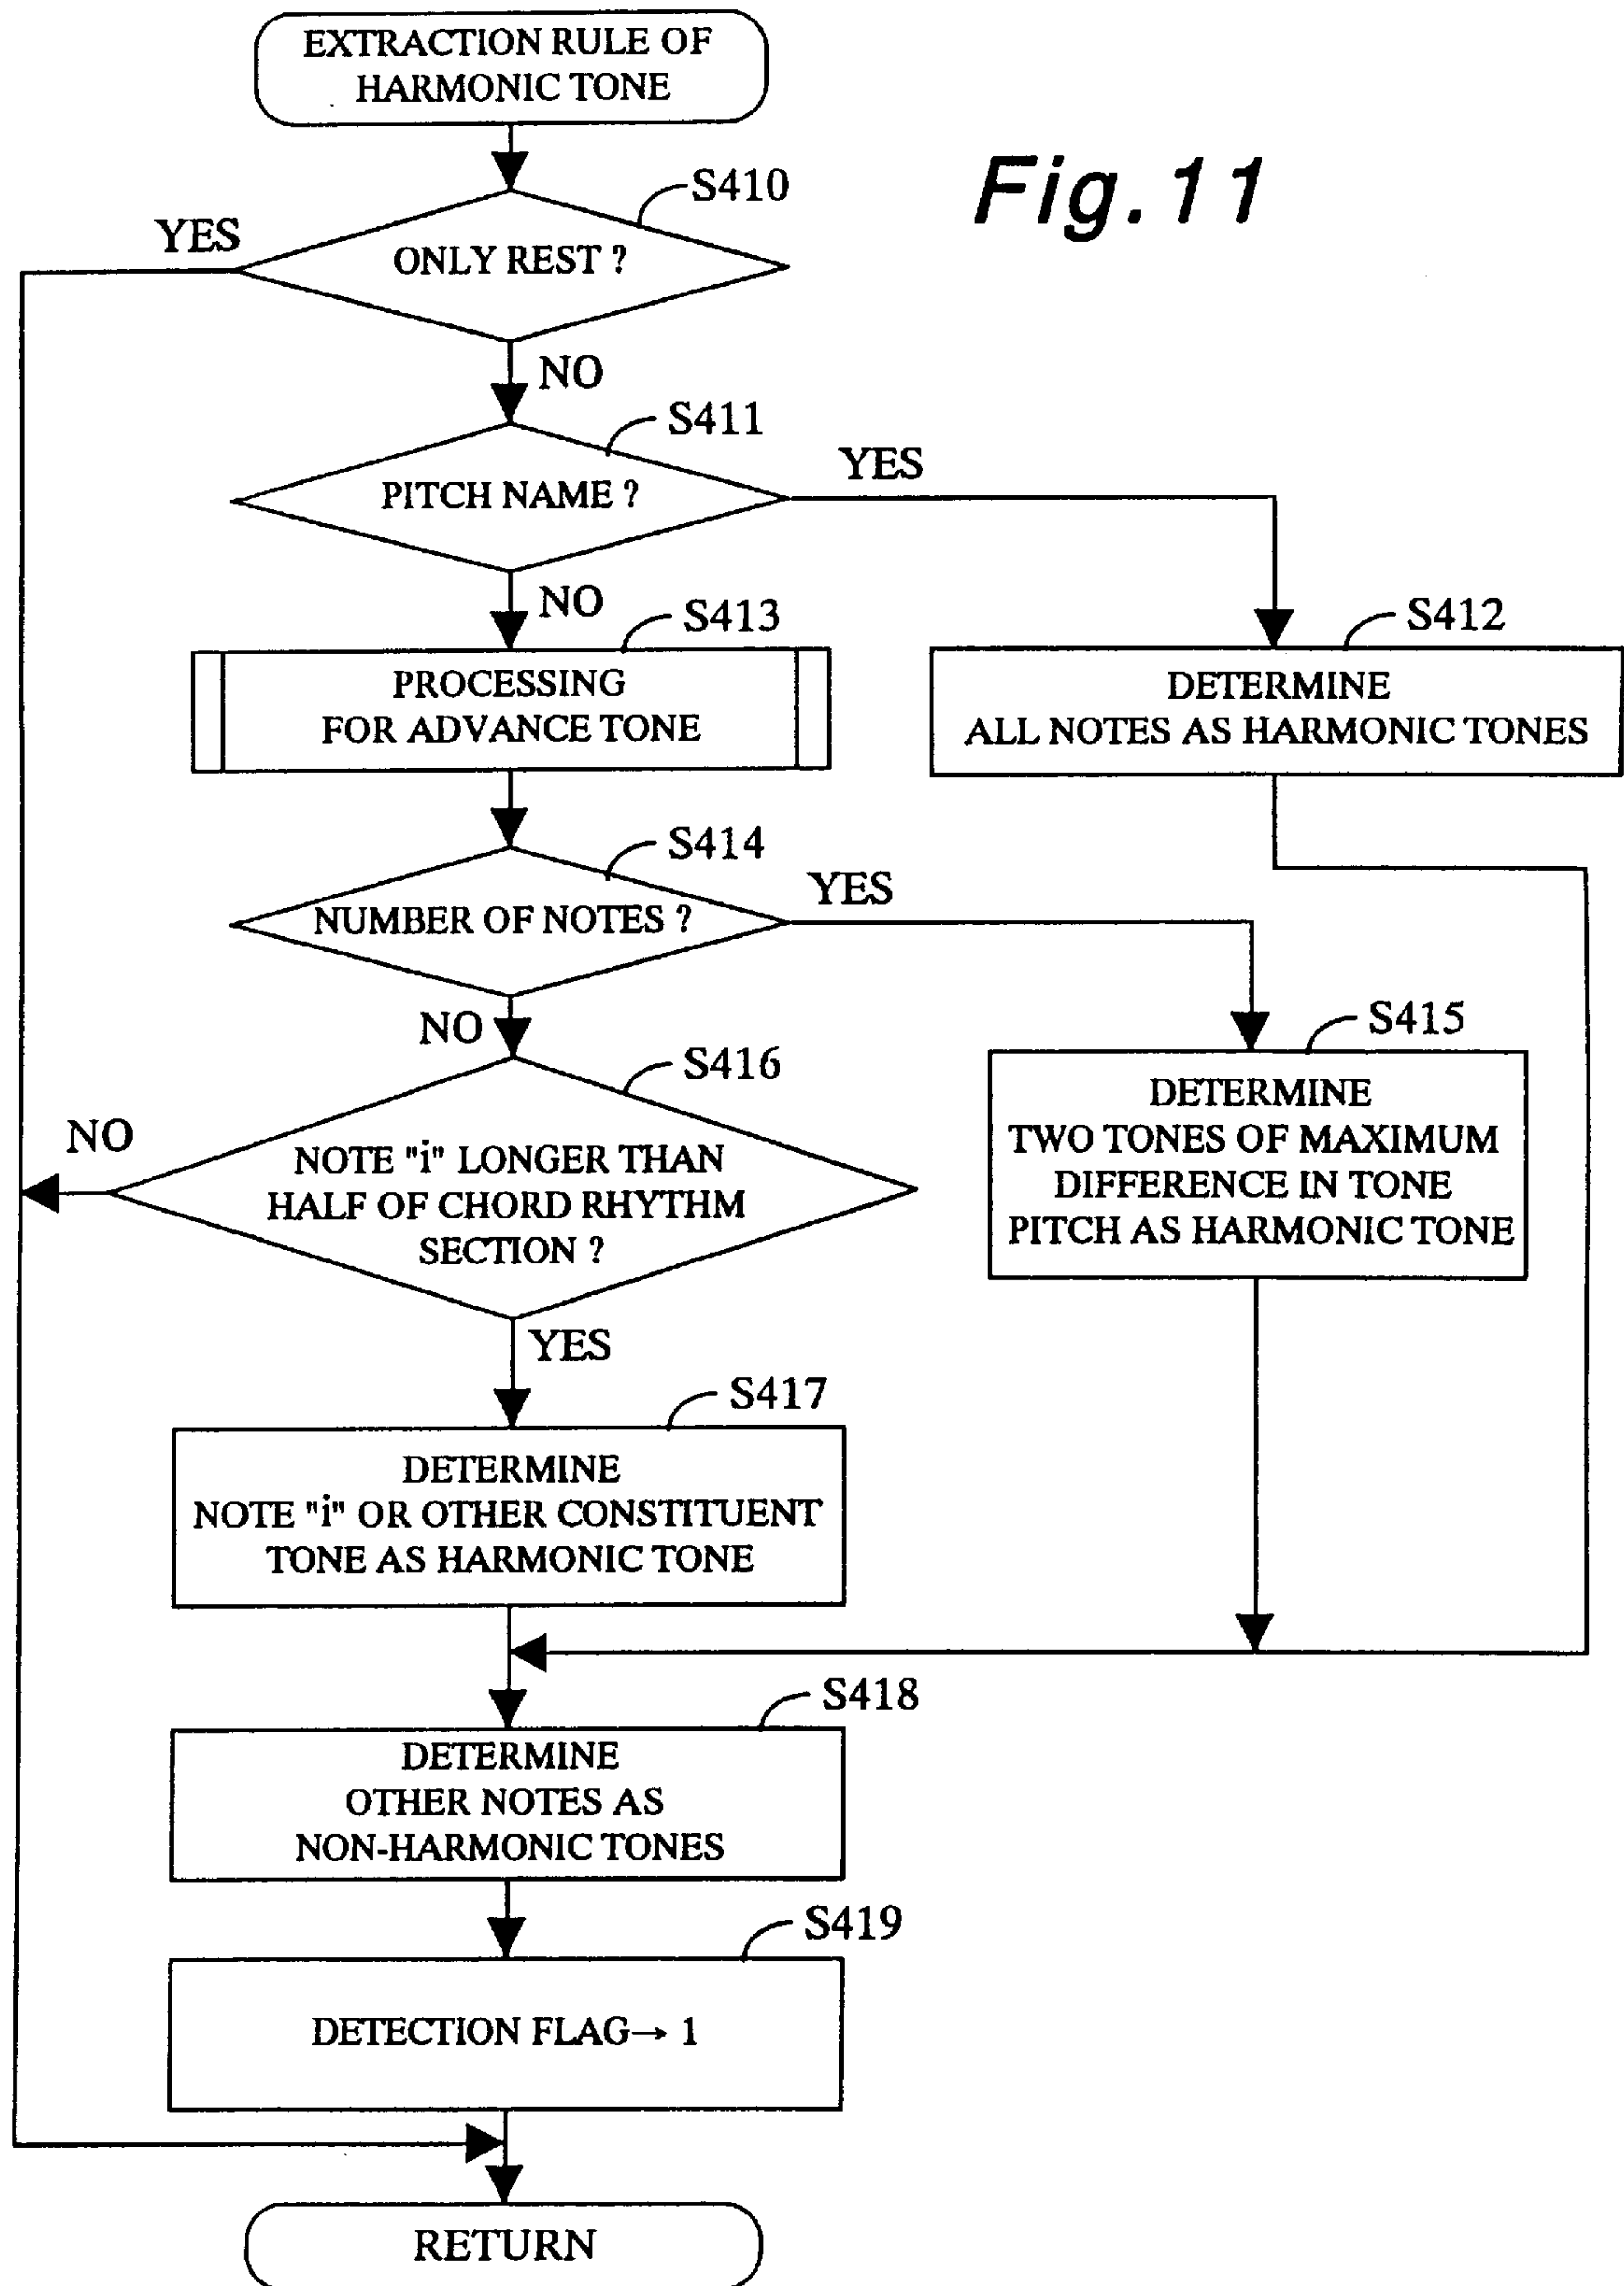 EXTRACTION RULE OF
HARMONIC TONE
Fig.11
S410
YES
ONLY REST ?
NO
S411
YES
PITCH NAME ?
NO
S413
PROCESSING
FOR ADVANCE TONE
S412
DETERMINE
ALL NOTES AS HARMONIC TONES
S414
YES
NUMBER OF NOTES ?
NO
S415
DETERMINE
TWO TONES OF MAXIMUM
DIFFERENCE IN TONE
PITCH AS HARMONIC TONE
S416
NO
NOTE "i" LONGER THAN
HALF OF CHORD RHYTHM
SECTION ?
YES
S417
DETERMINE
NOTE "i" OR OTHER CONSTITUENT
TONE AS HARMONIC TONE
S418
DETERMINE
OTHER NOTES AS
NON-HARMONIC TONES
S419
DETECTION FLAG→ 1
RETURN